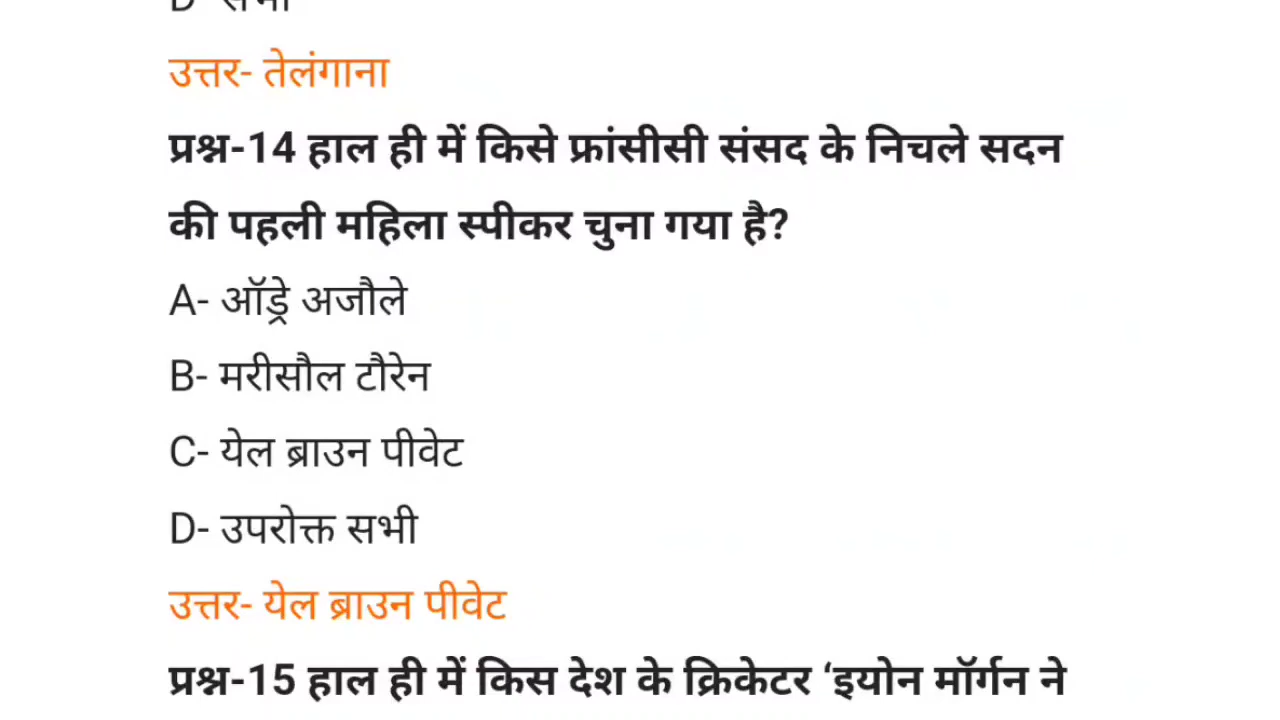 D- सभी
उत्तर- तेलंगाना
प्रश्न-14 हाल ही में किसे फ्रांसीसी संसद के निचले सदन
की पहली महिला स्पीकर चुना गया है?
A- ऑड्रे अजौले
B- मरीसौल टौरेन
C- येल ब्राउन पीवेट
D- उपरोक्त सभी
उत्तर- येल ब्राउन पीवेट
प्रश्न-15 हाल ही में किस देश के क्रिकेटर ‘इयोन मॉर्गन ने